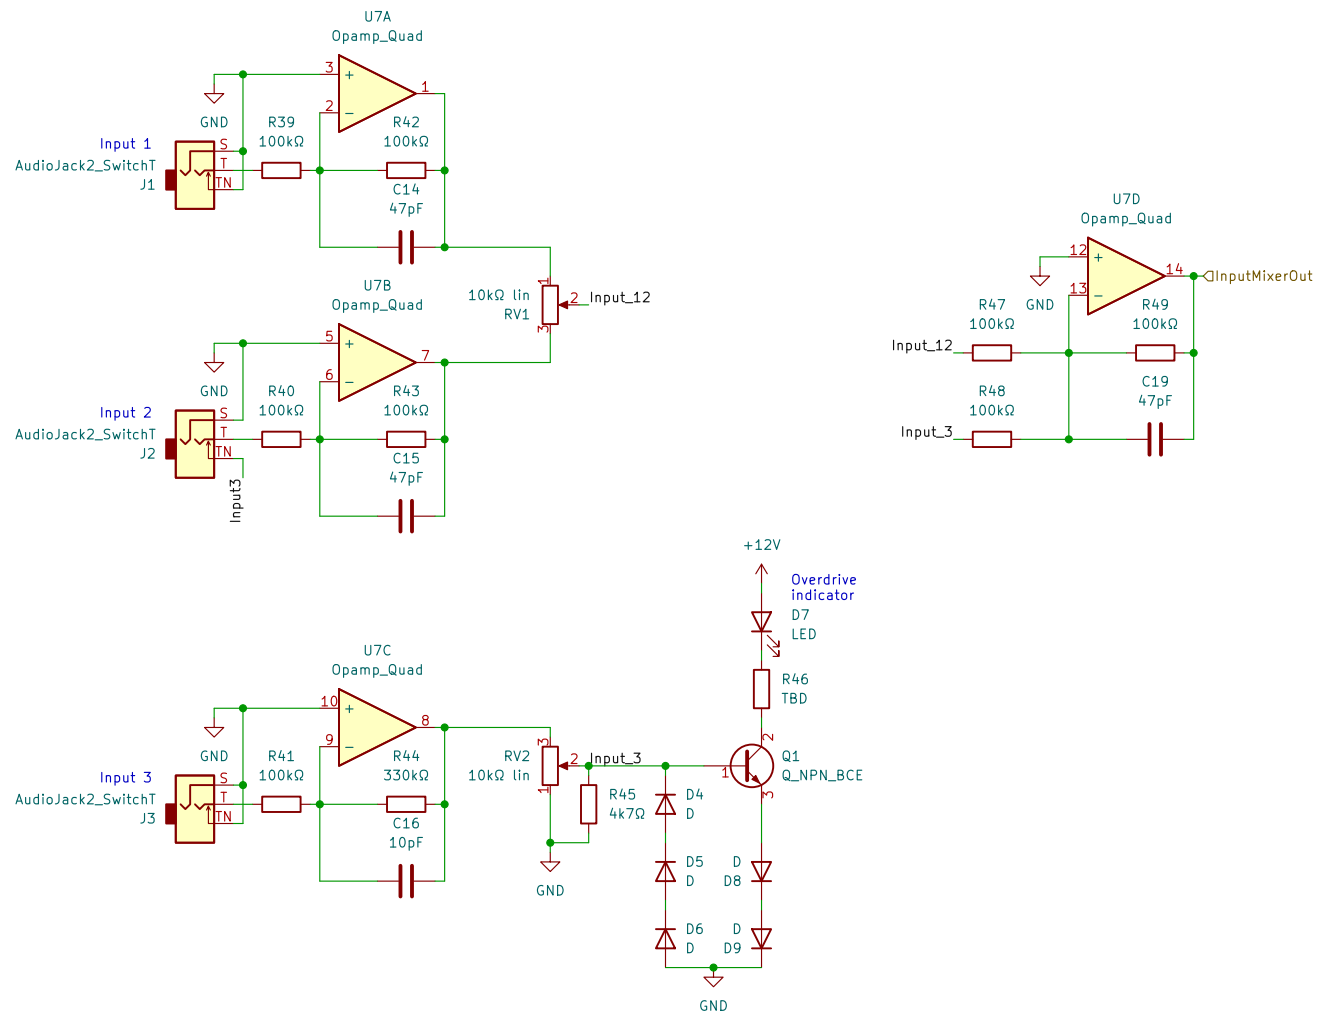 U7A
Opamp_Quad
3
+
1
2
−
GND
R39
100kΩ
R42
100kΩ
Input 1
AudioJack2_SwitchT
J1
S
T
TN
C14
47pF
U7B
Opamp_Quad
10kΩ lin
RV1
1
2
3
Input_12
5
+
7
6
−
GND
R40
100kΩ
R43
100kΩ
Input 2
AudioJack2_SwitchT
J2
S
T
TN
Input3
C15
47pF
U7D
Opamp_Quad
12
+
14
13
−
InputMixerOut
GND
R47
100kΩ
R49
100kΩ
Input_12
C19
47pF
R48
100kΩ
Input_3
+12V
Overdrive
indicator
D7
LED
R46
TBD
U7C
Opamp_Quad
10
+
8
9
−
GND
R41
100kΩ
R44
330kΩ
Input 3
AudioJack2_SwitchT
J3
S
T
TN
C16
10pF
RV2
10kΩ lin
3
2
1
Input_3
R45
4k7Ω
GND
2
1
3
Q1
Q_NPN_BCE
D4
D
D5
D
D
D8
D6
D
D
D9
GND